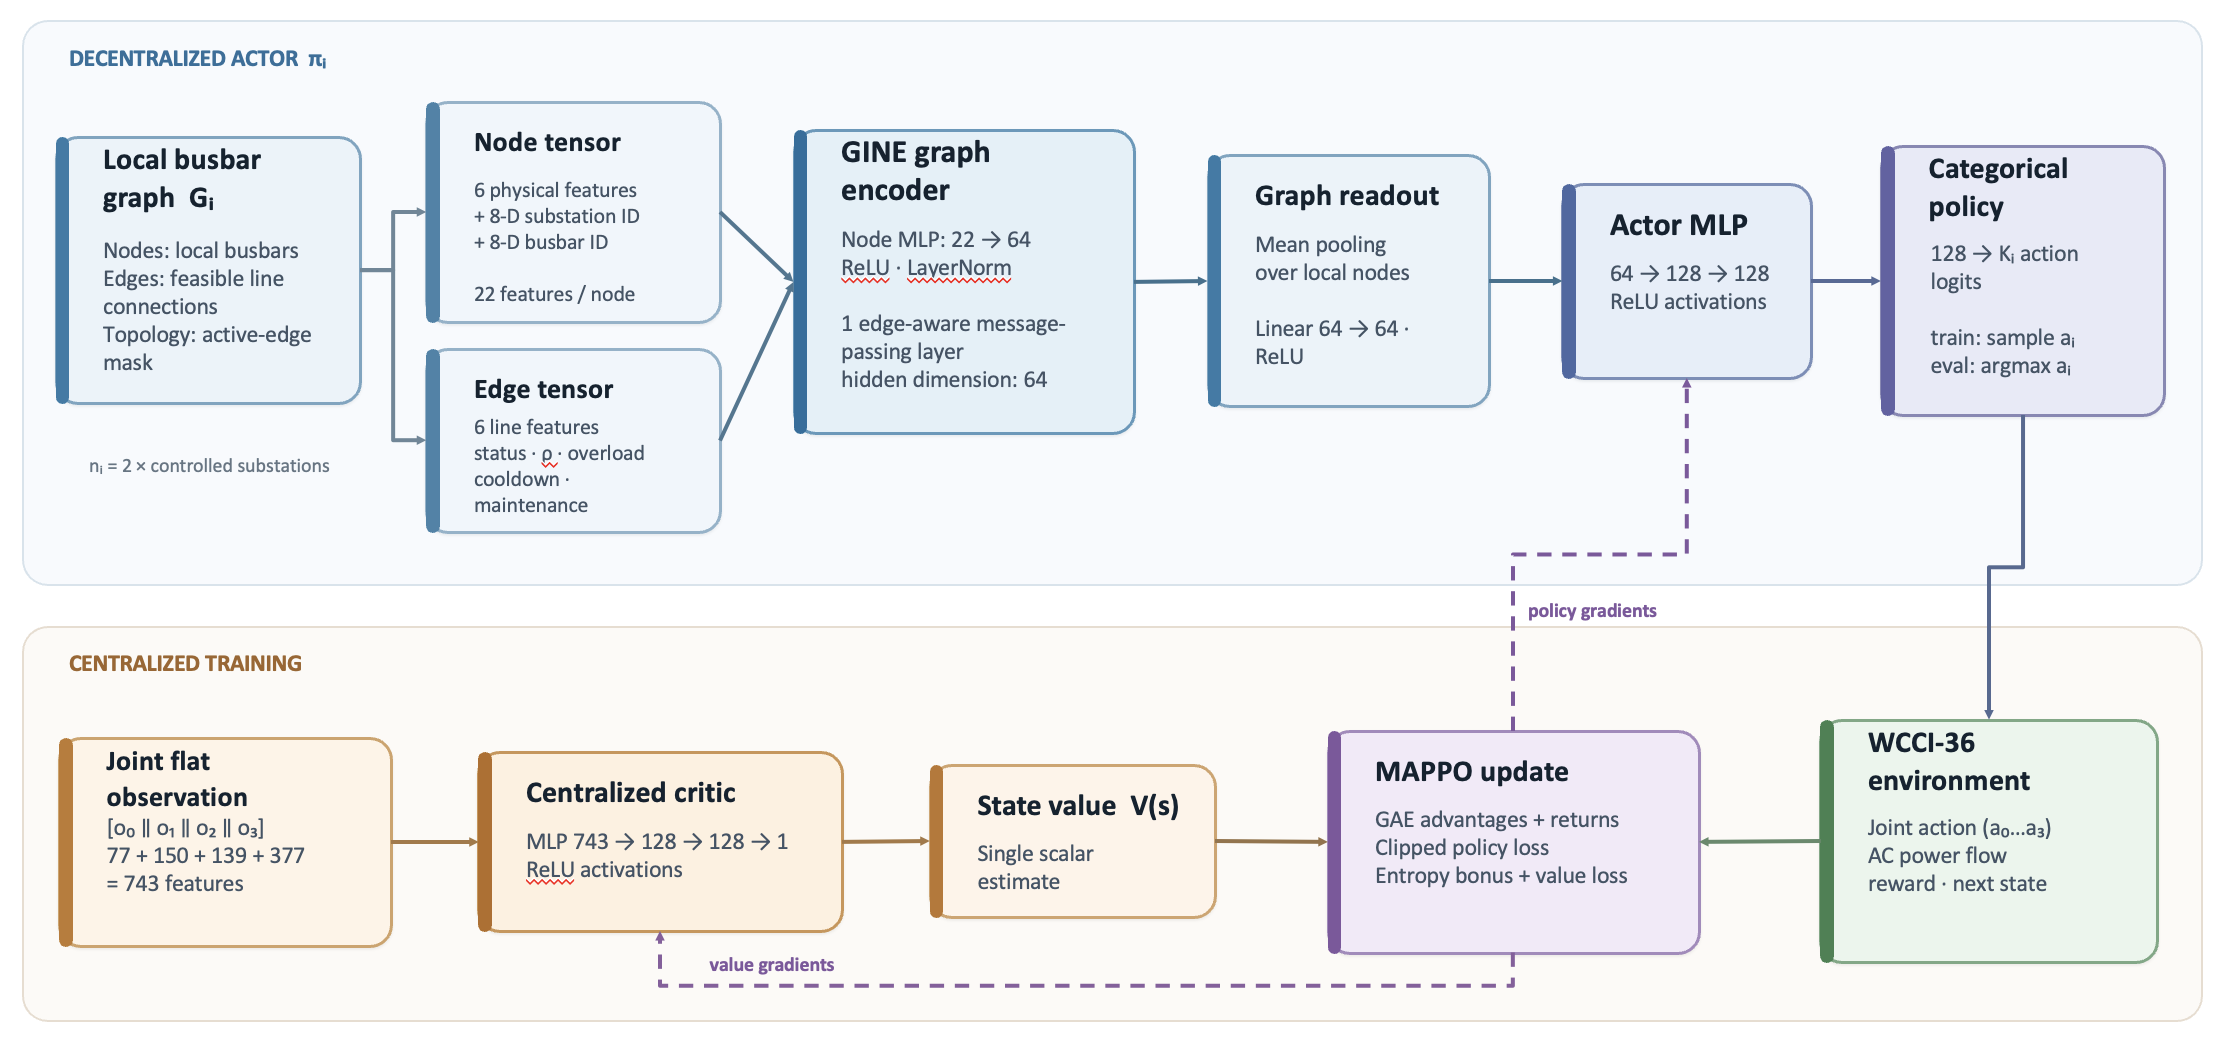 DECENTRALIZED ACTOR πᵢ
Local busbar
graph Gᵢ
Nodes: local busbars
Edges: feasible line
connections
Topology: active-edge
mask
nᵢ = 2 × controlled substations
Node tensor
6 physical features
+ 8-D substation ID
+ 8-D busbar ID
22 features / node
Edge tensor
6 line features
status · ρ · overload
cooldown ·
maintenance
GINE graph
encoder
Node MLP: 22 → 64
ReLU · LayerNorm
1 edge-aware message-
passing layer
hidden dimension: 64
Graph readout
Mean pooling
over local nodes
Linear 64 → 64 ·
ReLU
Actor MLP
64 → 128 → 128
ReLU activations
Categorical
policy
128 → Kᵢ action
logits
train: sample aᵢ
eval: argmax aᵢ
policy gradients
CENTRALIZED TRAINING
Joint flat
observation
[o₀ ∥ o₁ ∥ o₂ ∥ o₃]
77 + 150 + 139 + 377
= 743 features
Centralized critic
MLP 743 → 128 → 128 → 1
ReLU activations
State value V(s)
Single scalar
estimate
MAPPO update
GAE advantages + returns
Clipped policy loss
Entropy bonus + value loss
WCCI-36
environment
Joint action (a₀...a₃)
AC power flow
reward · next state
value gradients